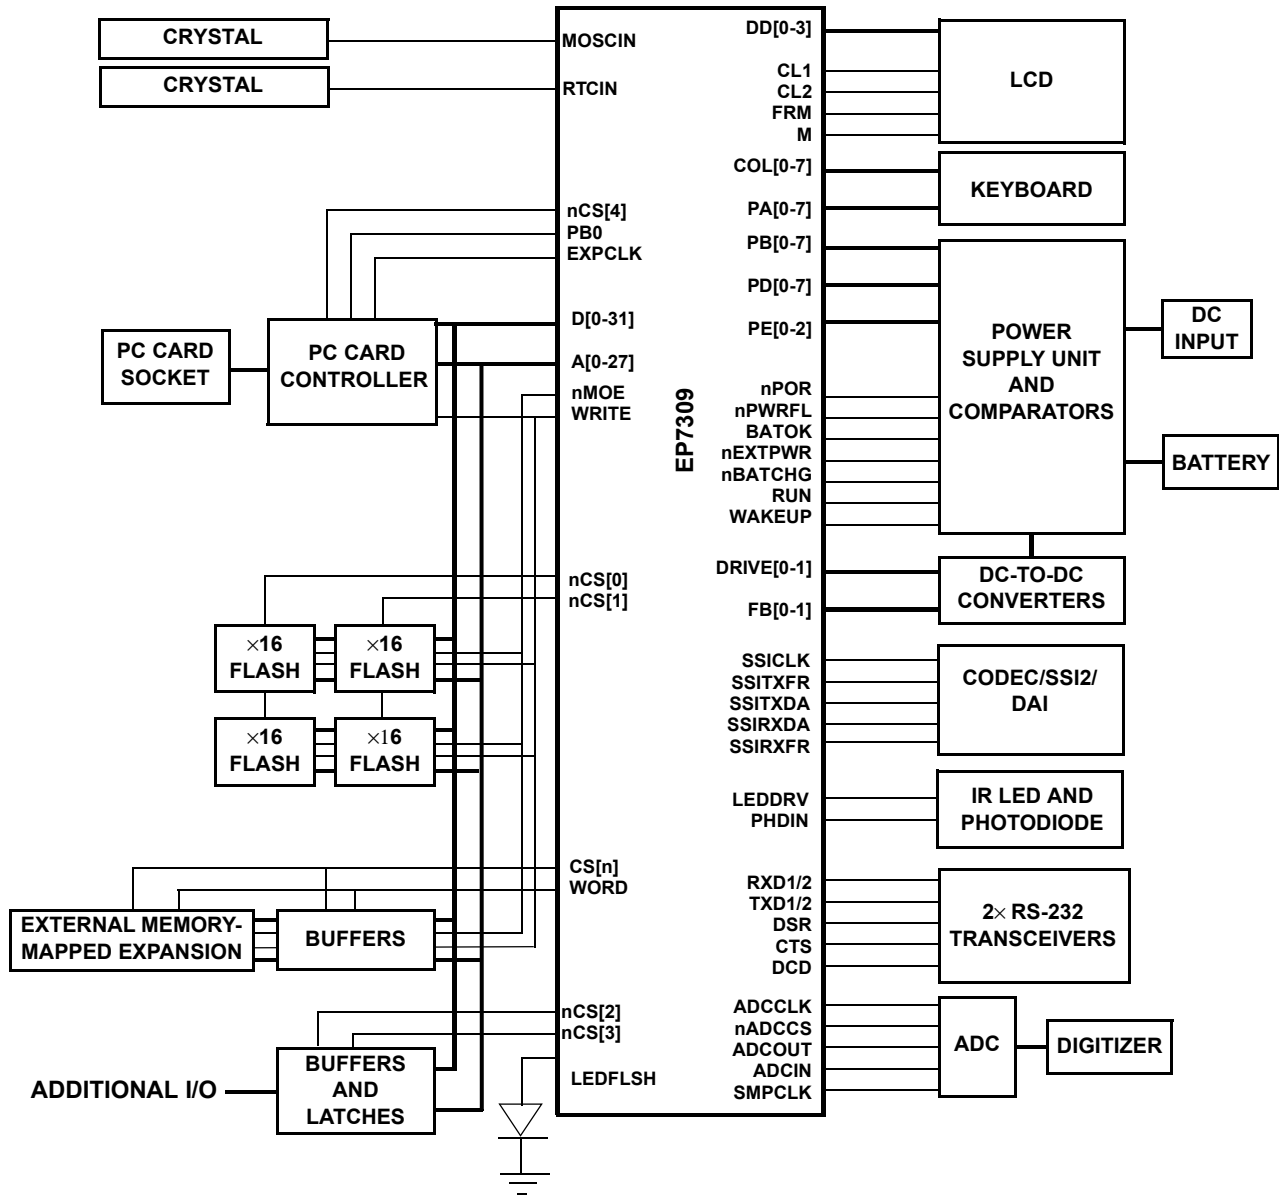 CRYSTAL
CRYSTAL
PC CARD
SOCKET
PC CARD
CONTROLLER
×16
FLASH
×16
FLASH
×16
FLASH
×16
FLASH
EXTERNAL MEMORY-
MAPPED EXPANSION
BUFFERS
ADDITIONAL I/O
BUFFERS
AND
LATCHES
MOSCIN
RTCIN
nCS[4]
PB0
EXPCLK
D[0-31]
A[0-27]
nMOE
WRITE
nCS[0]
nCS[1]
CS[n]
WORD
nCS[2]
nCS[3]
LEDFLSH
EP7309
DD[0-3]
CL1
CL2
FRM
M
COL[0-7]
PA[0-7]
PB[0-7]
PD[0-7]
PE[0-2]
nPOR
nPWRFL
BATOK
nEXTPWR
nBATCHG
RUN
WAKEUP
DRIVE[0-1]
FB[0-1]
SSICLK
SSITXFR
SSITXDA
SSIRXDA
SSIRXFR
LEDDRV
PHDIN
RXD1/2
TXD1/2
DSR
CTS
DCD
ADCCLK
nADCCS
ADCOUT
ADCIN
SMPCLK
LCD
KEYBOARD
POWER
SUPPLY UNIT
AND
COMPARATORS
DC
INPUT
BATTERY
DC-TO-DC
CONVERTERS
CODEC/SSI2/
DAI
IR LED AND
PHOTODIODE
2× RS-232
TRANSCEIVERS
ADC
DIGITIZER